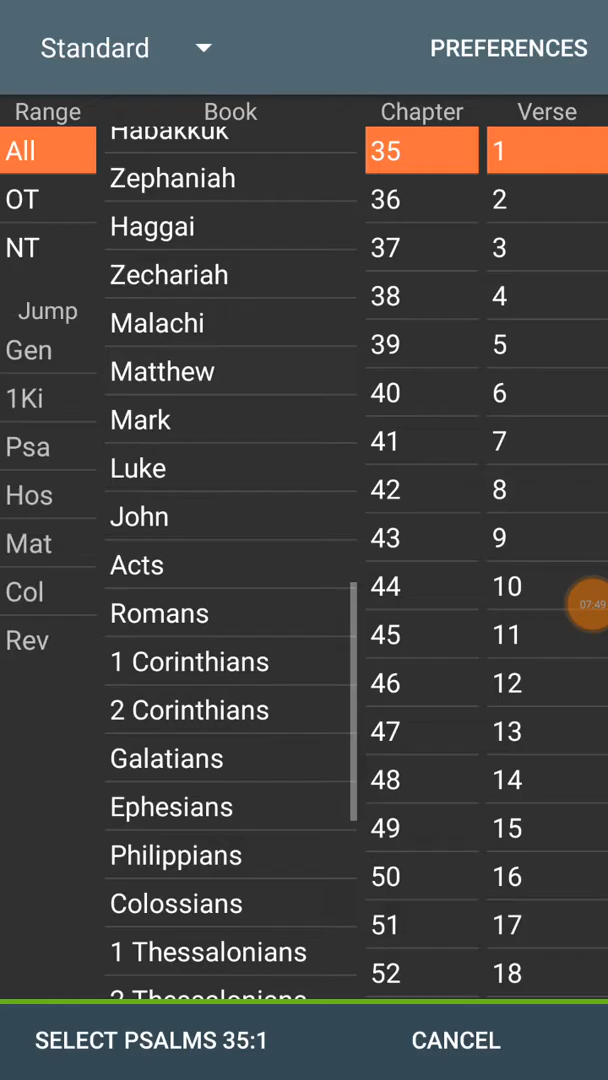 Standard
PREFERENCES
Range
Book
Chapter
Verse
All
OT
NT
Jump
Gen
1Ki
Psa
Hos
Mat
Col
Rev
Habakkuk
Zephaniah
Haggai
Zechariah
Malachi
Matthew
Mark
Luke
John
Acts
Romans
1 Corinthians
2 Corinthians
Galatians
Ephesians
Philippians
Colossians
1 Thessalonians
2 Thessalonians
35
36
37
38
39
40
41
42
43
44
45
46
47
48
49
50
51
52
1
2
3
4
5
6
7
8
9
10
11
12
13
14
15
16
17
18
07:49
SELECT PSALMS 35:1
CANCEL